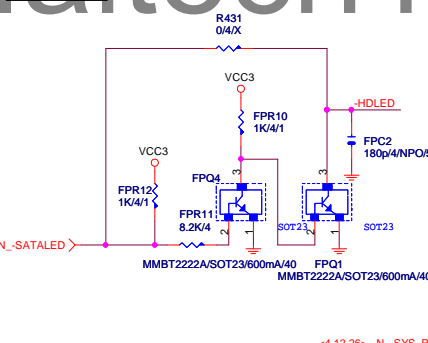 R431
0/4/X
VCC3
-HDLED
FPR10
1K/4/1
FPC2
180p/4/NPO/
VCC3
3
3
FPQ4
FPR12
1K/4/1
FPR11
8.2K/4
SOT23
SOT23
2
1
2
1
N_-SATALED
MMBT2222A/SOT23/600mA/40
FPQ1
MMBT2222A/SOT23/600mA/40